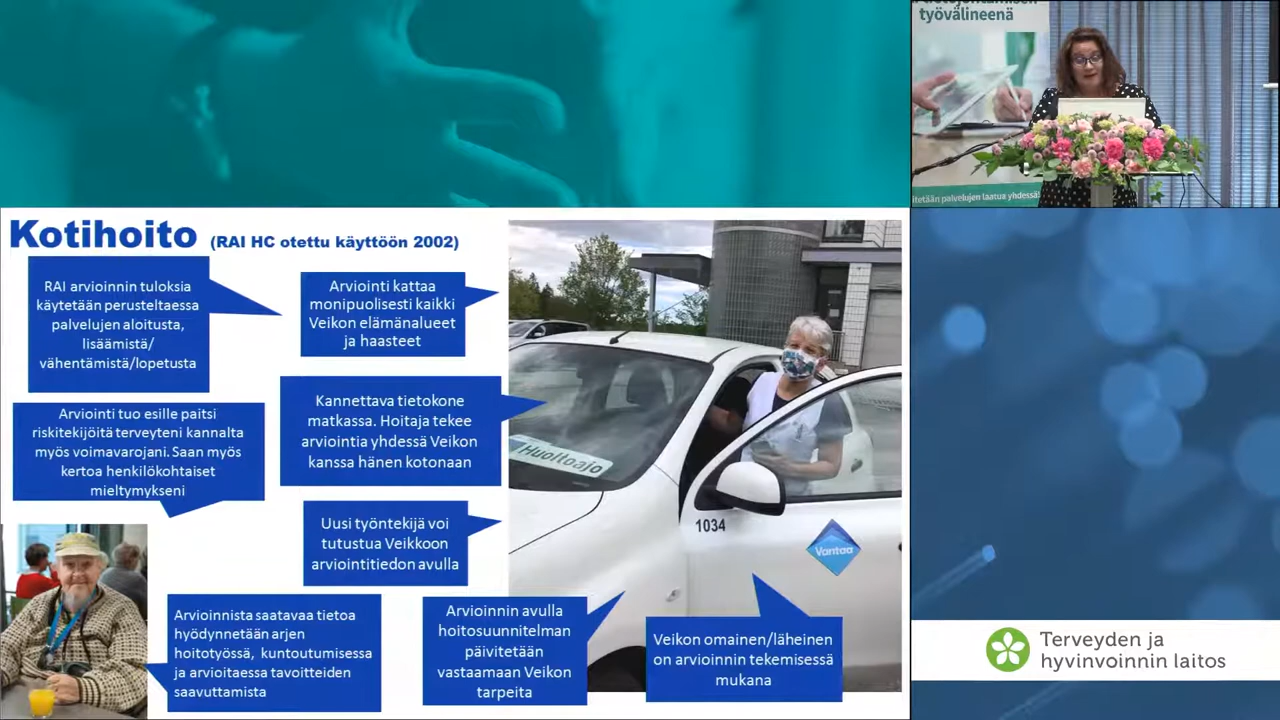 työvälineenä
itetään palvelujen laatua yhdessä!
Kotihoito (RAI HC otettu käyttöön 2002)
RAI arvioinnin tuloksia
käytetään perusteltaessa
palvelujen aloitusta,
lisäämistä/
vähentämistä/lopetusta
Arviointi kattaa
monipuolisesti kaikki
Veikon elämänalueet
ja haasteet
Arviointi tuo esille paitsi
riskitekijöitä terveyteni kannalta
myös voimavarojani. Saan myös
kertoa henkilökohtaiset
mieltymykseni
Kannettava tietokone
matkassa. Hoitaja tekee
arviointia yhdessä Veikon
kanssa hänen kotonaan
Uusi työntekijä voi
tutustua Veikkoon
arviointitiedon avulla
Arvioinnista saatavaa tietoa
hyödynnetään arjen
hoitotyössä, kuntoutumisessa
ja arvioitaessa tavoitteiden
saavuttamista
Arvioinnin avulla
hoitosuunnitelman
päivitetään
vastaamaan Veikon
tarpeita
Veikon omainen/läheinen
on arvioinnin tekemisessä
mukana
Huoltoajo
1034
Vantaa
Terveyden ja
hyvinvoinnin laitos